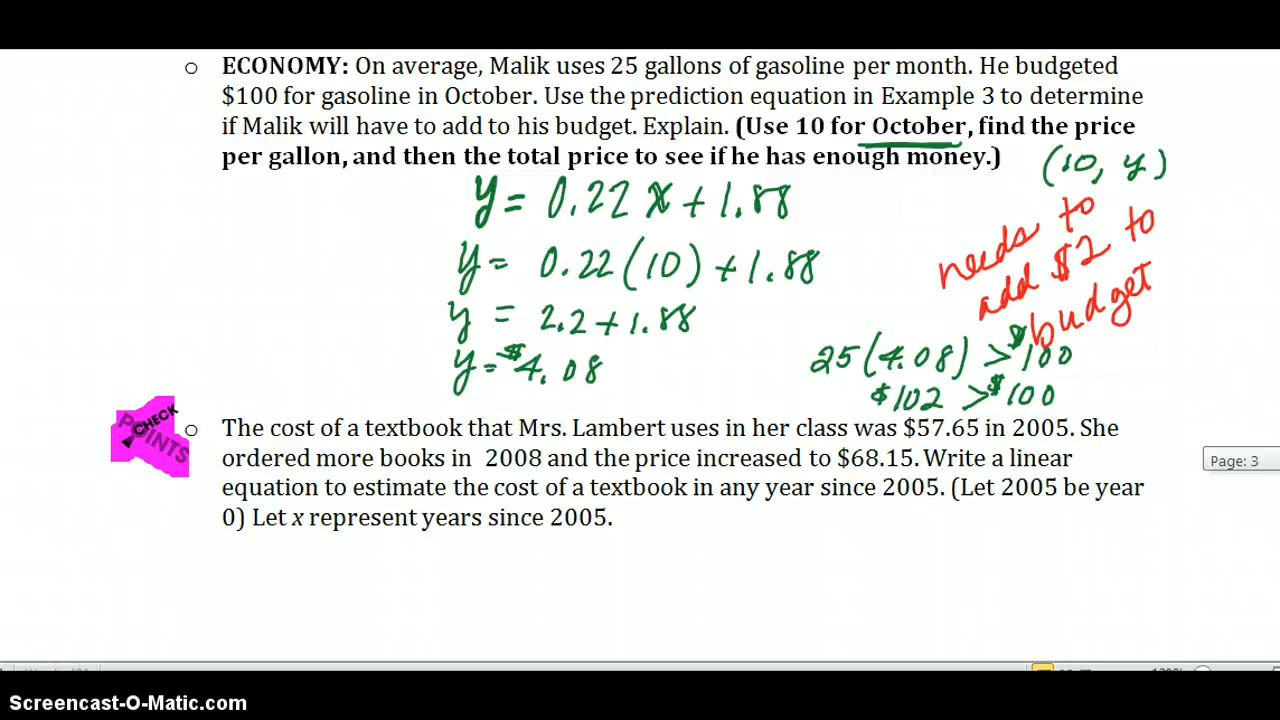 ○ ECONOMY: On average, Malik uses 25 gallons of gasoline per month. He budgeted
$100 for gasoline in October. Use the prediction equation in Example 3 to determine
if Malik will have to add to his budget. Explain. (Use 10 for October, find the price
per gallon, and then the total price to see if he has enough money.)
(10, y)
y = 0.22x + 1.88
y = 0.22(10) + 1.88
y = 2.2 + 1.88
y = $4.08
needs to
add $2 to
budget
25(4.08) > $100
$102 > $100
CHECK
POINTS
○ The cost of a textbook that Mrs. Lambert uses in her class was $57.65 in 2005. She
ordered more books in 2008 and the price increased to $68.15. Write a linear
equation to estimate the cost of a textbook in any year since 2005. (Let 2005 be year
0) Let x represent years since 2005.
Page: 3
Screencast-O-Matic.com